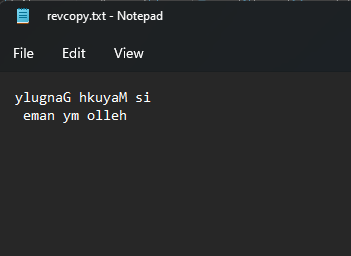 revcopy.txt - Notepad
File Edit View
ylugnaG hkuyaM si
 eman ym olleh